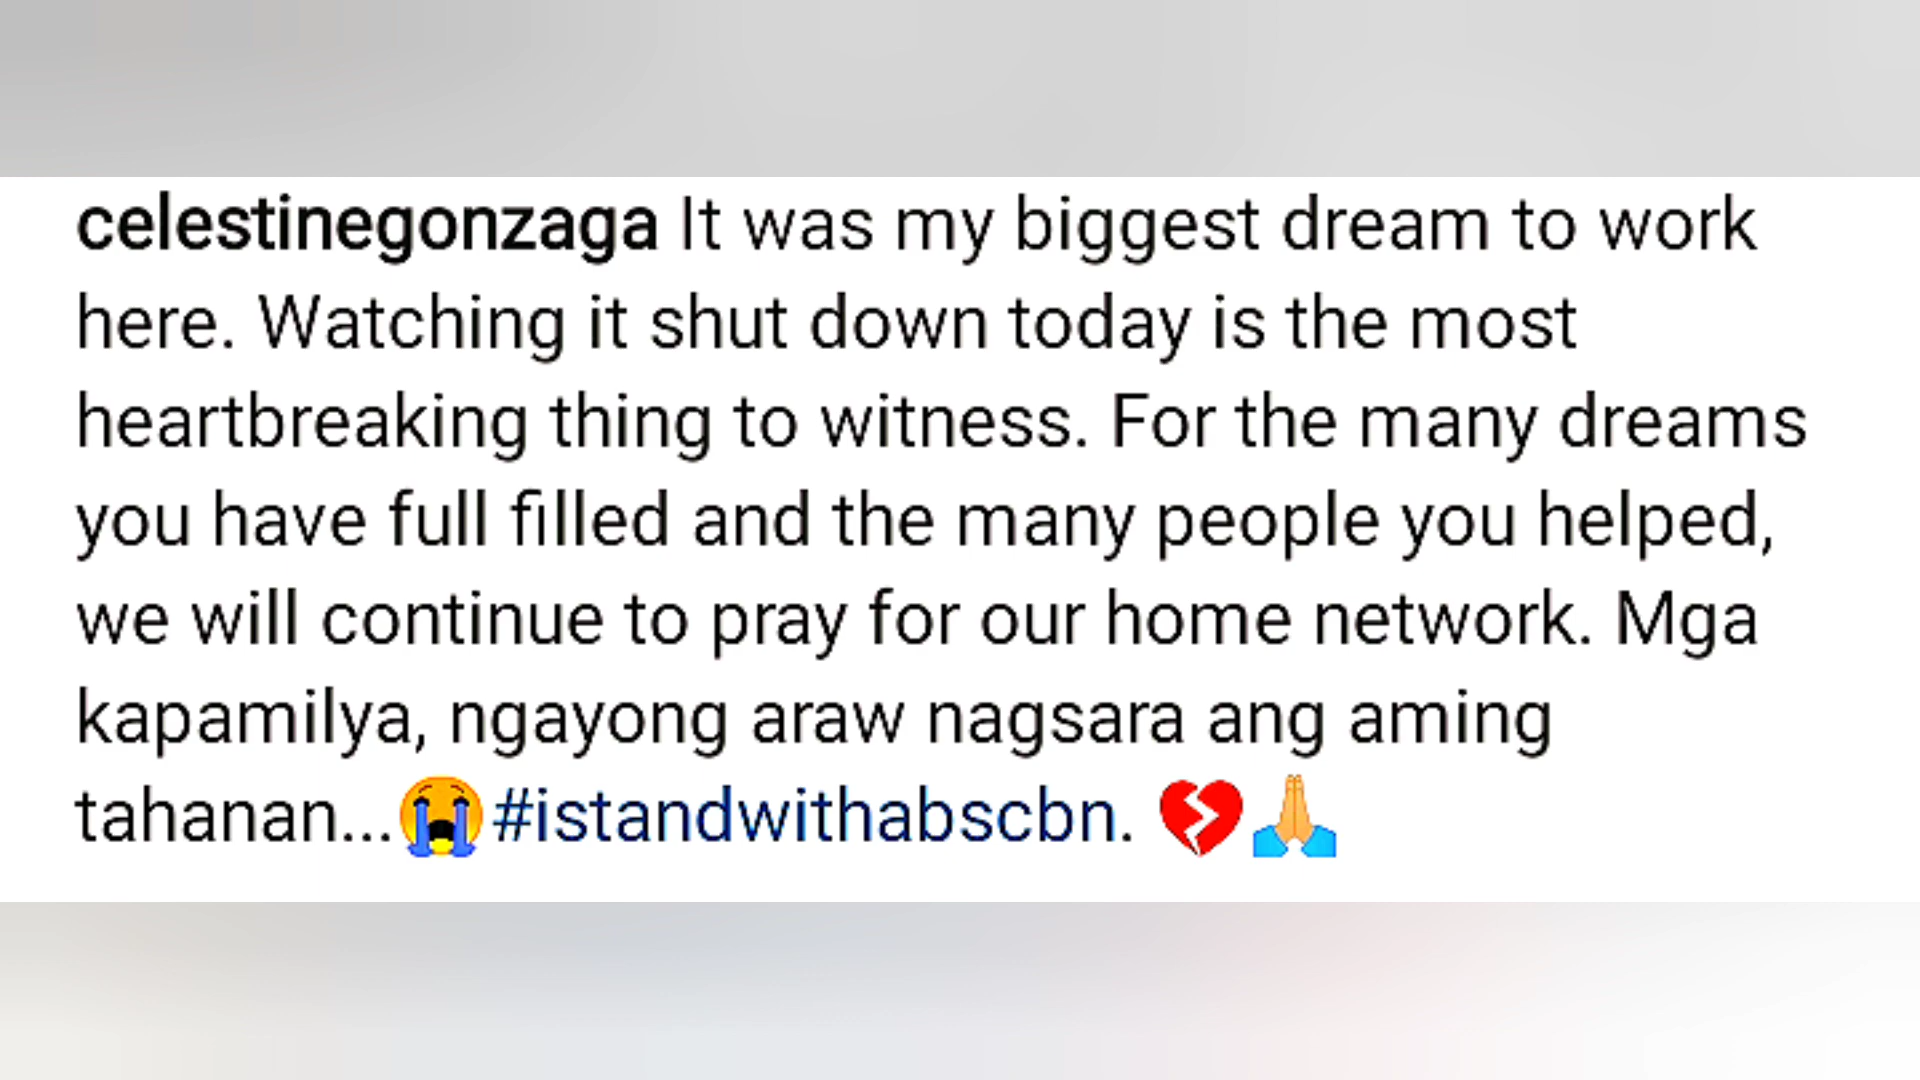 celestinegonzaga It was my biggest dream to work
here. Watching it shut down today is the most
heartbreaking thing to witness. For the many dreams
you have full filled and the many people you helped,
we will continue to pray for our home network. Mga
kapamilya, ngayong araw nagsara ang aming
tahanan...😭#istandwithabscbn. 💔🙏